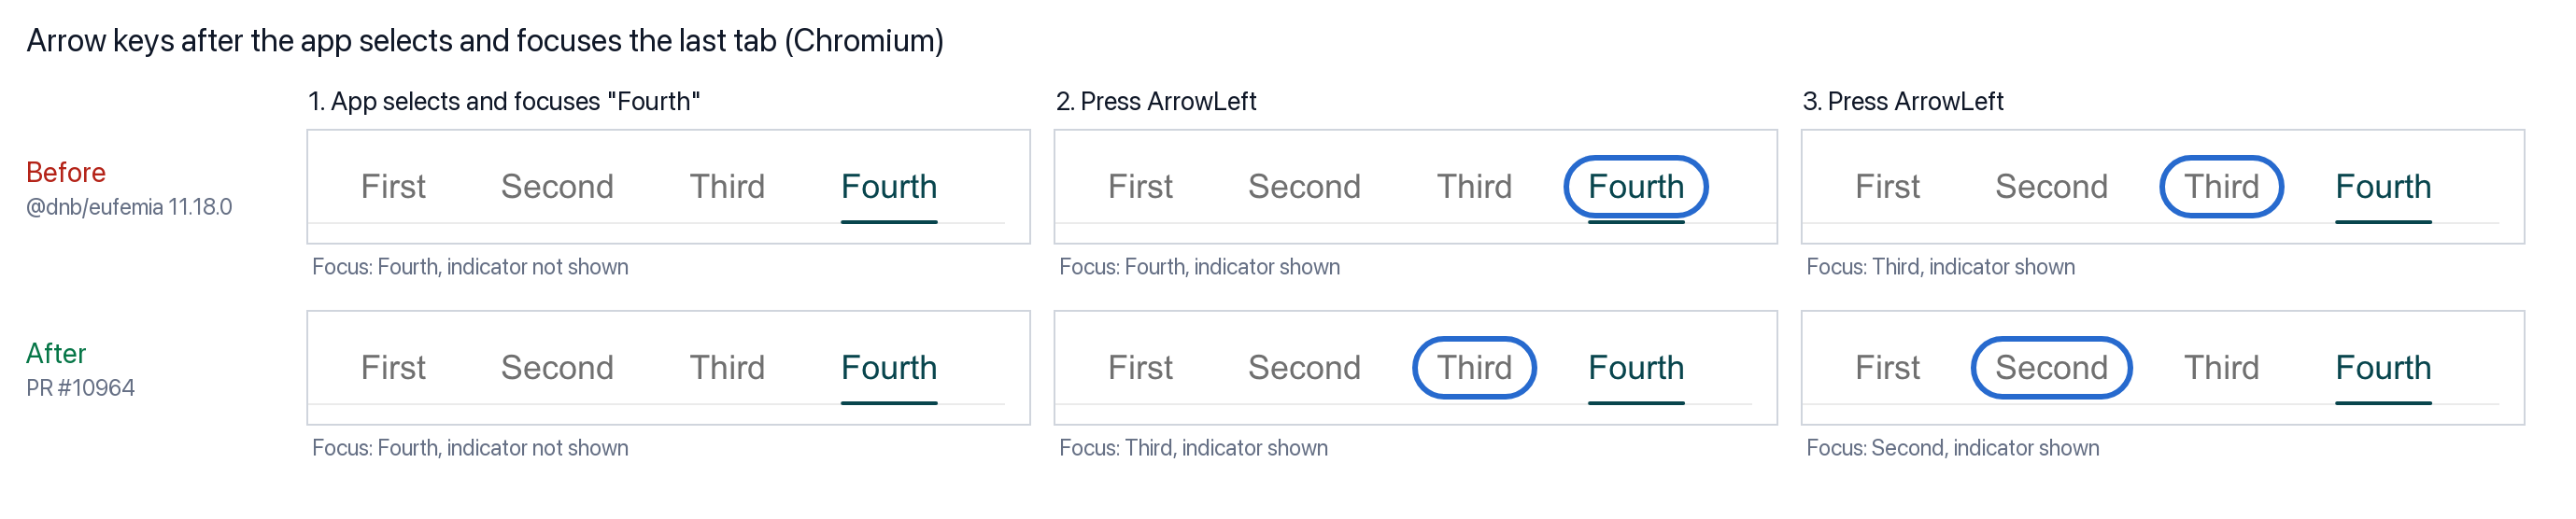 Arrow keys after the app selects and focuses the last tab (Chromium)
1. App selects and focuses "Fourth"
2. Press ArrowLeft
3. Press ArrowLeft
Before
@dnb/eufemia 11.18.0
First Second Third Fourth
Focus: Fourth, indicator not shown
First Second Third Fourth
Focus: Fourth, indicator shown
First Second Third Fourth
Focus: Third, indicator shown
After
PR #10964
First Second Third Fourth
Focus: Fourth, indicator not shown
First Second Third Fourth
Focus: Third, indicator shown
First Second Third Fourth
Focus: Second, indicator shown